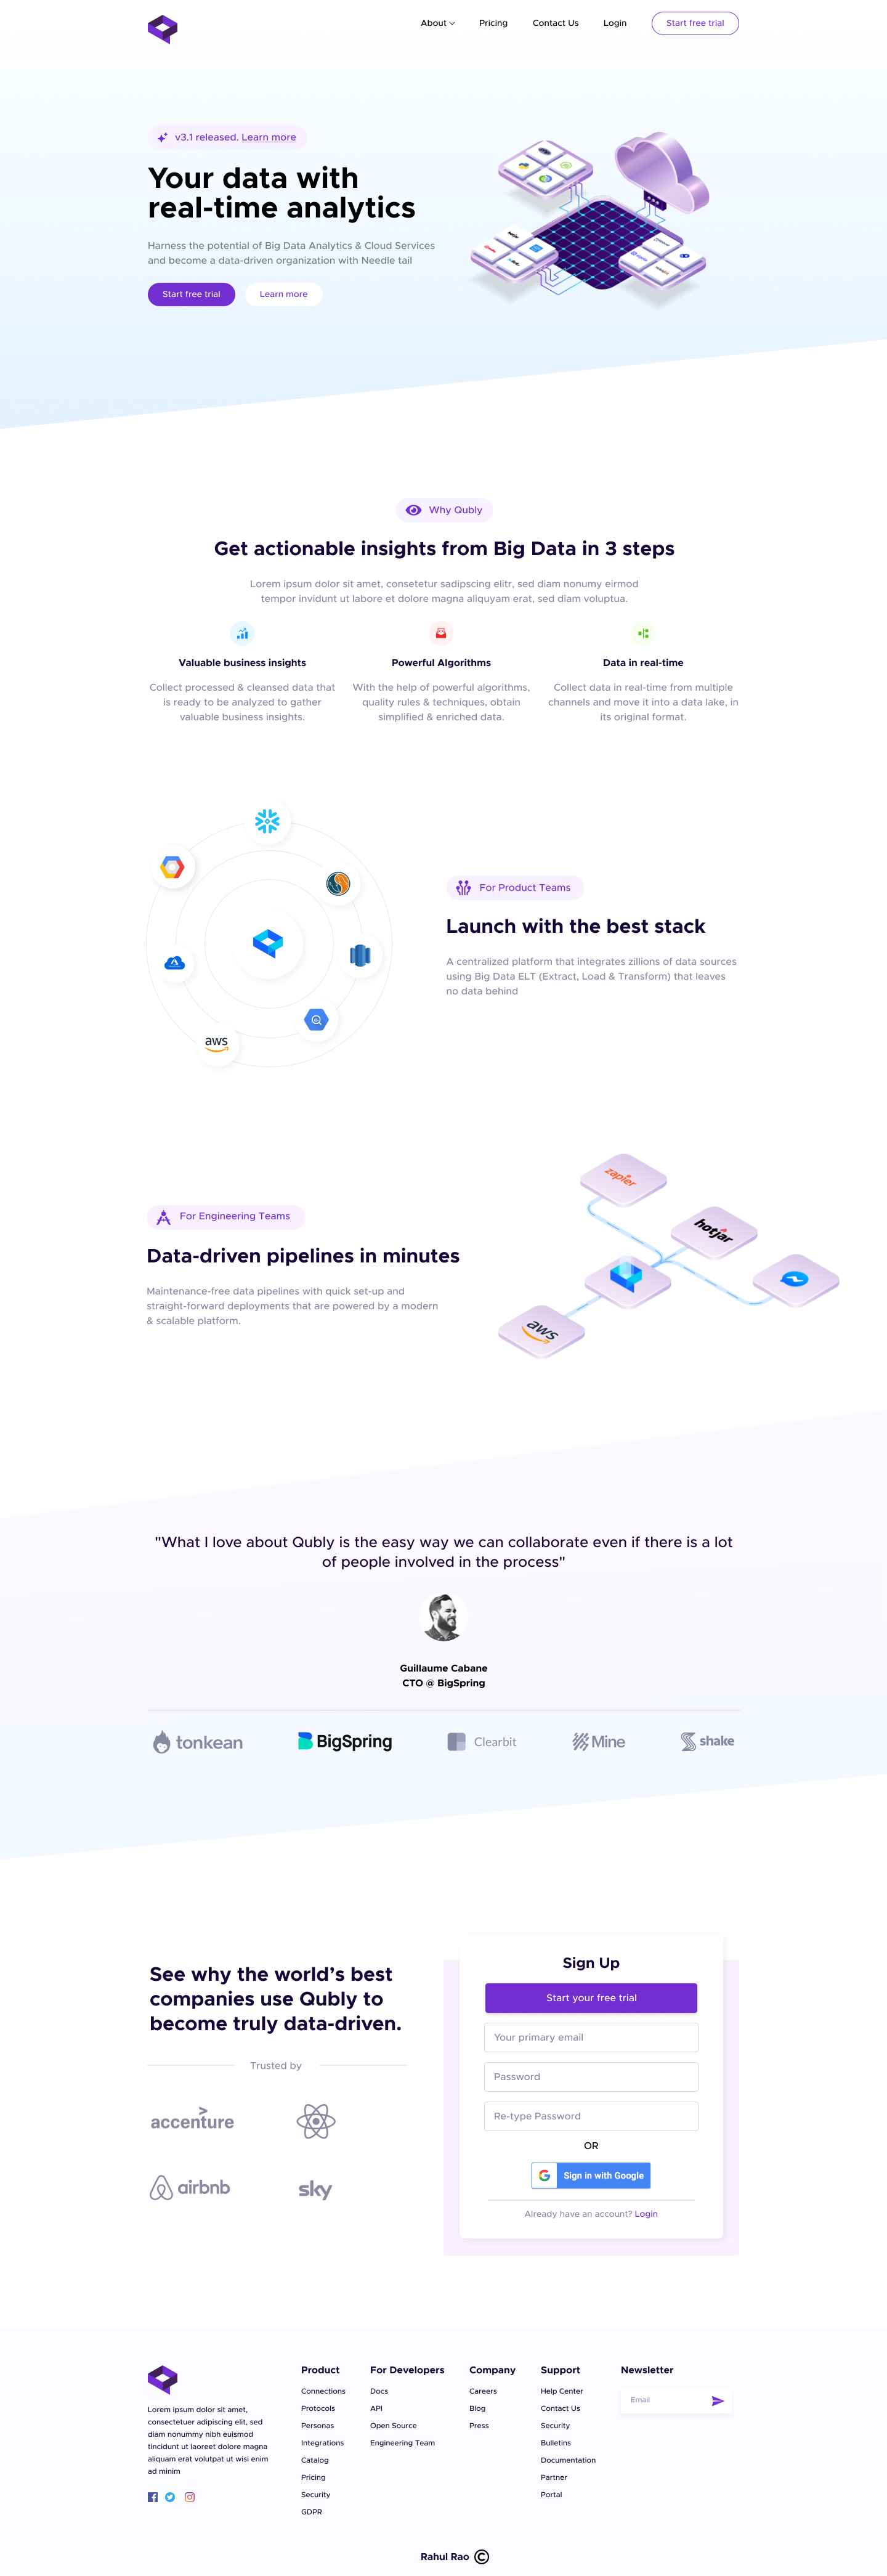 About
Pricing
Contact Us
Login
Start free trial
v3.1 released. Learn more
Your data with
real-time analytics
Harness the potential of Big Data Analytics & Cloud Services
and become a data-driven organization with Needle tail
Start free trial
Learn more
Why Qubly
Get actionable insights from Big Data in 3 steps
Lorem ipsum dolor sit amet, consetetur sadipscing elitr, sed diam nonumy eirmod
tempor invidunt ut labore et dolore magna aliquyam erat, sed diam voluptua.
Valuable business insights
Collect processed & cleansed data that
is ready to be analyzed to gather
valuable business insights.
Powerful Algorithms
With the help of powerful algorithms,
quality rules & techniques, obtain
simplified & enriched data.
Data in real-time
Collect data in real-time from multiple
channels and move it into a data lake, in
its original format.
aws
For Product Teams
Launch with the best stack
A centralized platform that integrates zillions of data sources
using Big Data ELT (Extract, Load & Transform) that leaves
no data behind
For Engineering Teams
Data-driven pipelines in minutes
Maintenance-free data pipelines with quick set-up and
straight-forward deployments that are powered by a modern
& scalable platform.
zapier
hotjar
aws
"What I love about Qubly is the easy way we can collaborate even if there is a lot
of people involved in the process"
Guillaume Cabane
CTO @ BigSpring
tonkean
BigSpring
Clearbit
Mine
shake
See why the world’s best
companies use Qubly to
become truly data-driven.
Trusted by
accenture
airbnb
sky
Sign Up
Start your free trial
Your primary email
Password
Re-type Password
OR
Sign in with Google
Already have an account? Login
Lorem ipsum dolor sit amet,
consectetuer adipiscing elit, sed
diam nonummy nibh euismod
tincidunt ut laoreet dolore magna
aliquam erat volutpat ut wisi enim
ad minim
Product
Connections
Protocols
Personas
Integrations
Catalog
Pricing
Security
GDPR
For Developers
Docs
API
Open Source
Engineering Team
Company
Careers
Blog
Press
Support
Help Center
Contact Us
Security
Bulletins
Documentation
Partner
Portal
Newsletter
Email
Rahul Rao ©